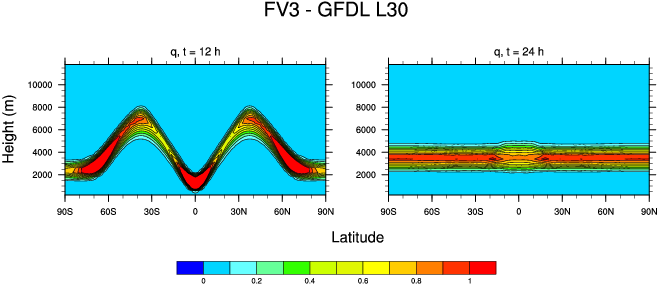 FV3 - GFDL L30
q, t = 12 h
q, t = 24 h
Height (m)
10000
8000
6000
4000
2000
10000
8000
6000
4000
2000
90S 60S 30S 0 30N 60N 90N
90S 60S 30S 0 30N 60N 90N
Latitude
0 0.2 0.4 0.6 0.8 1